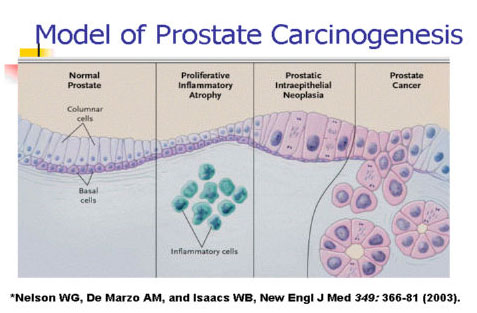 Model of Prostate Carcinogenesis
Normal
Prostate
Proliferative
Inflammatory
Atrophy
Prostatic
Intraepithelial
Neoplasia
Prostate
Cancer
Columnar
cells
Basal
cells
Inflammatory cells
*Nelson WG, De Marzo AM, and Isaacs WB, New Engl J Med 349: 366-81 (2003).